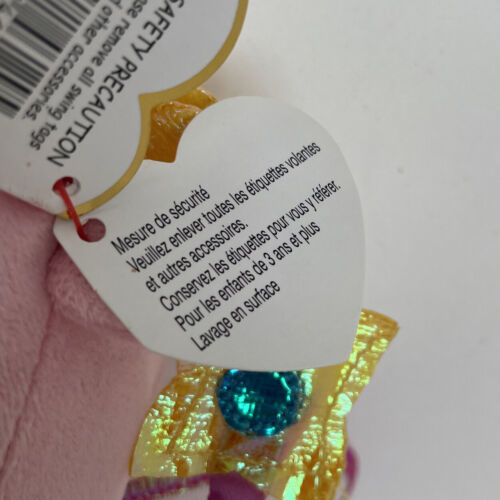 SAFETY PRECAUTION
remove all swing tags
other accessories.
Mesure de sécurité
Veuillez enlever toutes les étiquettes volantes
et autres accessoires.
Conservez les étiquettes pour vous y référer.
Pour les enfants de 3 ans et plus
Lavage en surface